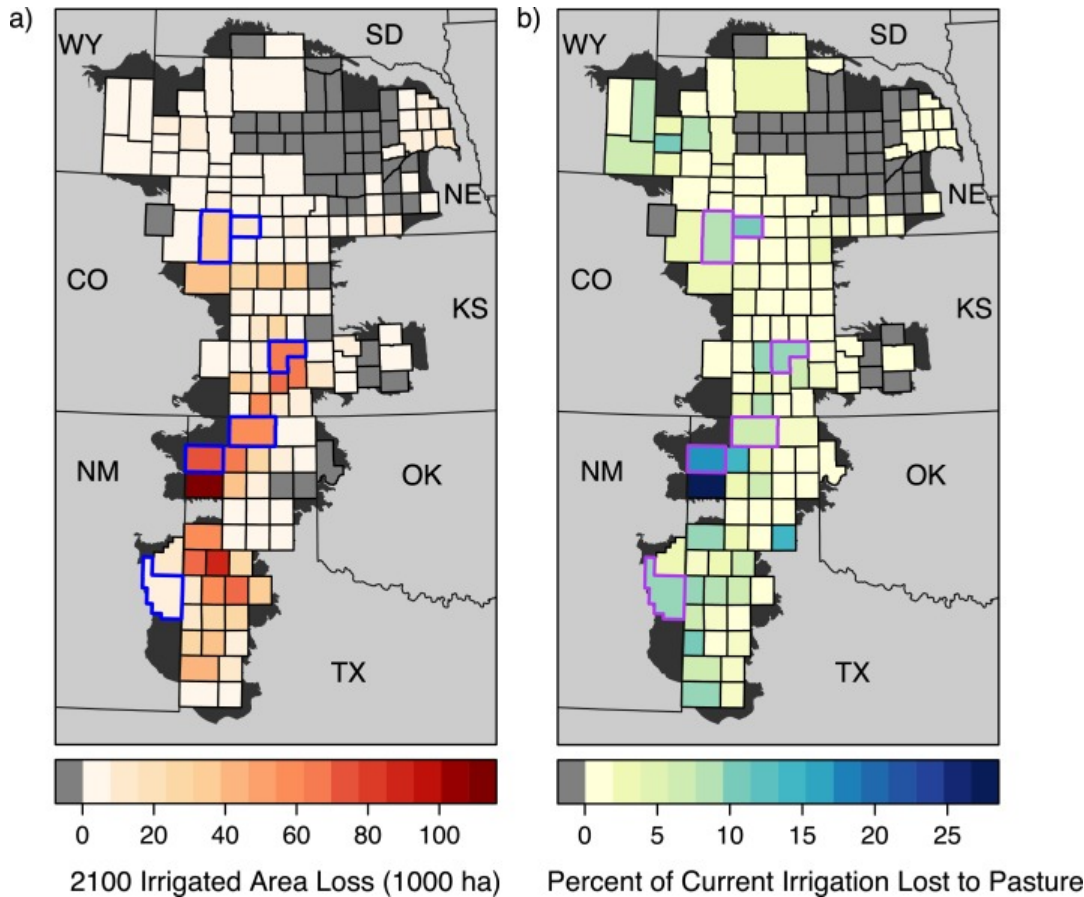 a)
WY
SD
NE
CO
KS
NM
OK
TX
0 20 40 60 80 100
2100 Irrigated Area Loss (1000 ha)
b)
WY
SD
NE
CO
KS
NM
OK
TX
0 5 10 15 20 25
Percent of Current Irrigation Lost to Pasture